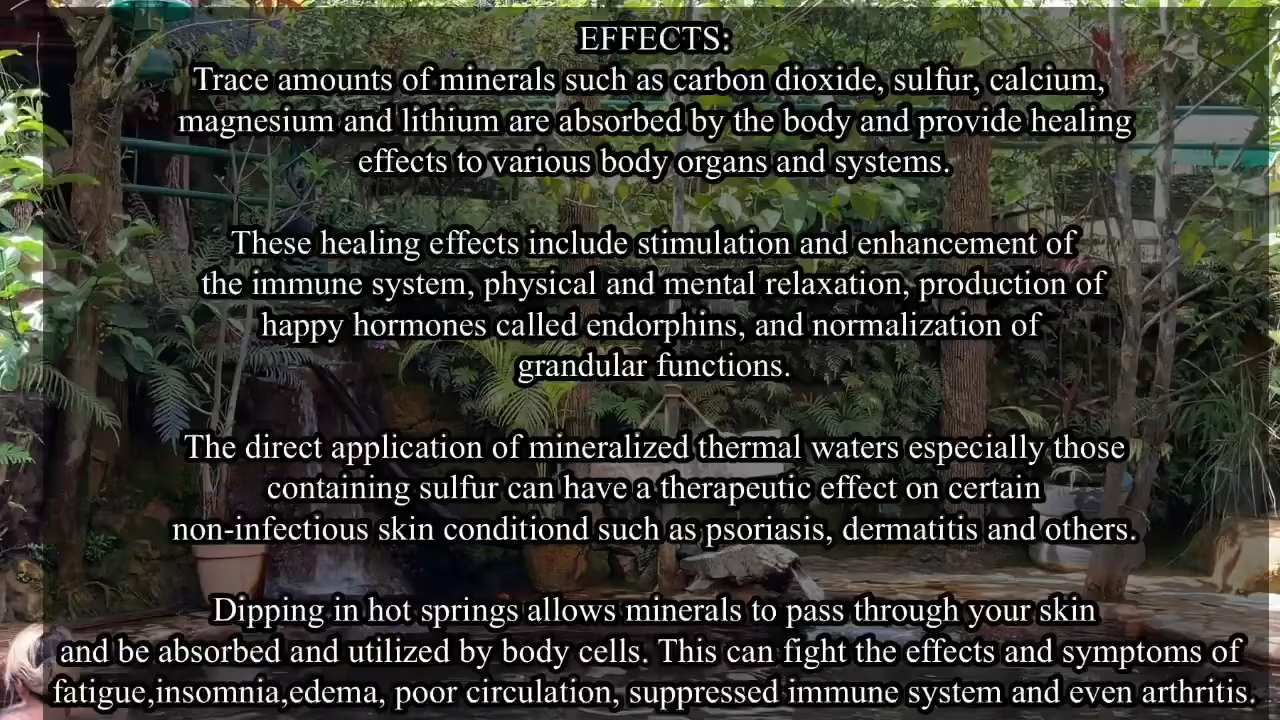 EFFECTS:
Trace amounts of minerals such as carbon dioxide, sulfur, calcium,
magnesium and lithium are absorbed by the body and provide healing
effects to various body organs and systems.
These healing effects include stimulation and enhancement of
the immune system, physical and mental relaxation, production of
happy hormones called endorphins, and normalization of
grandular functions.
The direct application of mineralized thermal waters especially those
containing sulfur can have a therapeutic effect on certain
non-infectious skin conditiond such as psoriasis, dermatitis and others.
Dipping in hot springs allows minerals to pass through your skin
and be absorbed and utilized by body cells. This can fight the effects and symptoms of
fatigue,insomnia,edema, poor circulation, suppressed immune system and even arthritis.